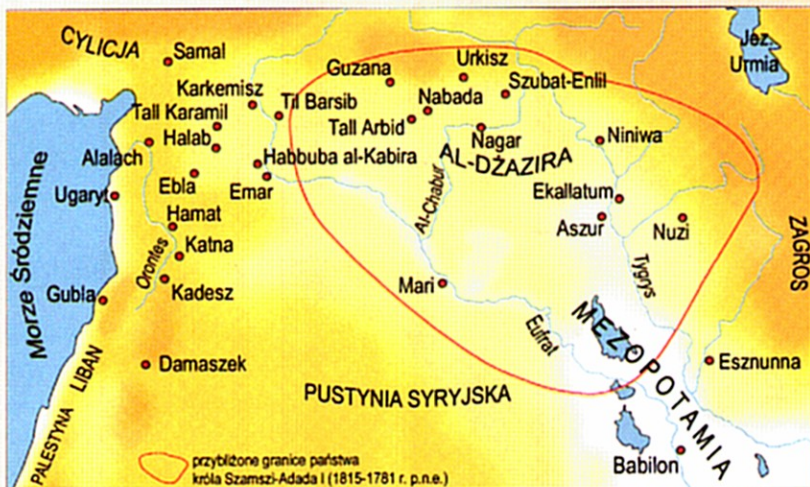 CYLICJA
Samal
Jez.
Urmia
Guzana
Urkisz
Szubat-Enlil
Karkemisz
Til Barsib
Nabada
Tall Karamil
Tall Arbid
Halab
Nagar
Niniwa
Alalach
Habbuba al-Kabira
AL-DŻAZIRA
Ebla
Emar
Ugaryt
Ekallatum
Hamat
Al-Chabur
Aszur
Nuzi
Katna
Orontes
Morze Śródziemne
Tygrys
ZAGROS
Kadesz
Mari
Gubla
Eufrat
MEZOPOTAMIA
Damaszek
Esznunna
LIBAN
PUSTYNIA SYRYJSKA
PALESTYNA
przybliżone granice państwa
króla Szamszi-Adada I (1815-1781 r. p.n.e.)
Babilon